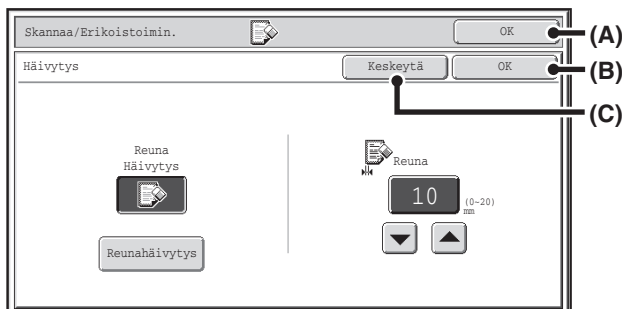 Skannaa/Erikoistoimin.
OK
(A)
Häivytys
Keskeytä
OK
(B)
(C)
Reuna
Häivytys
Reunahäivytys
Reuna
10
(0~20)
mm